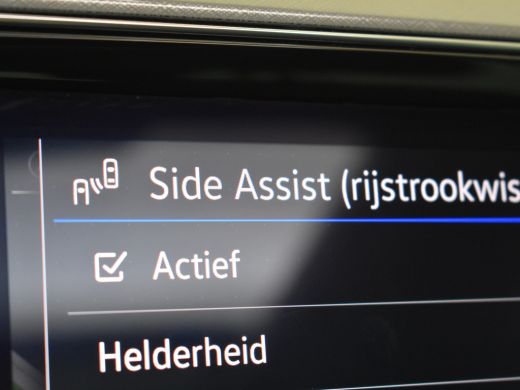 Side Assist (rijstrookwis
Actief
Helderheid